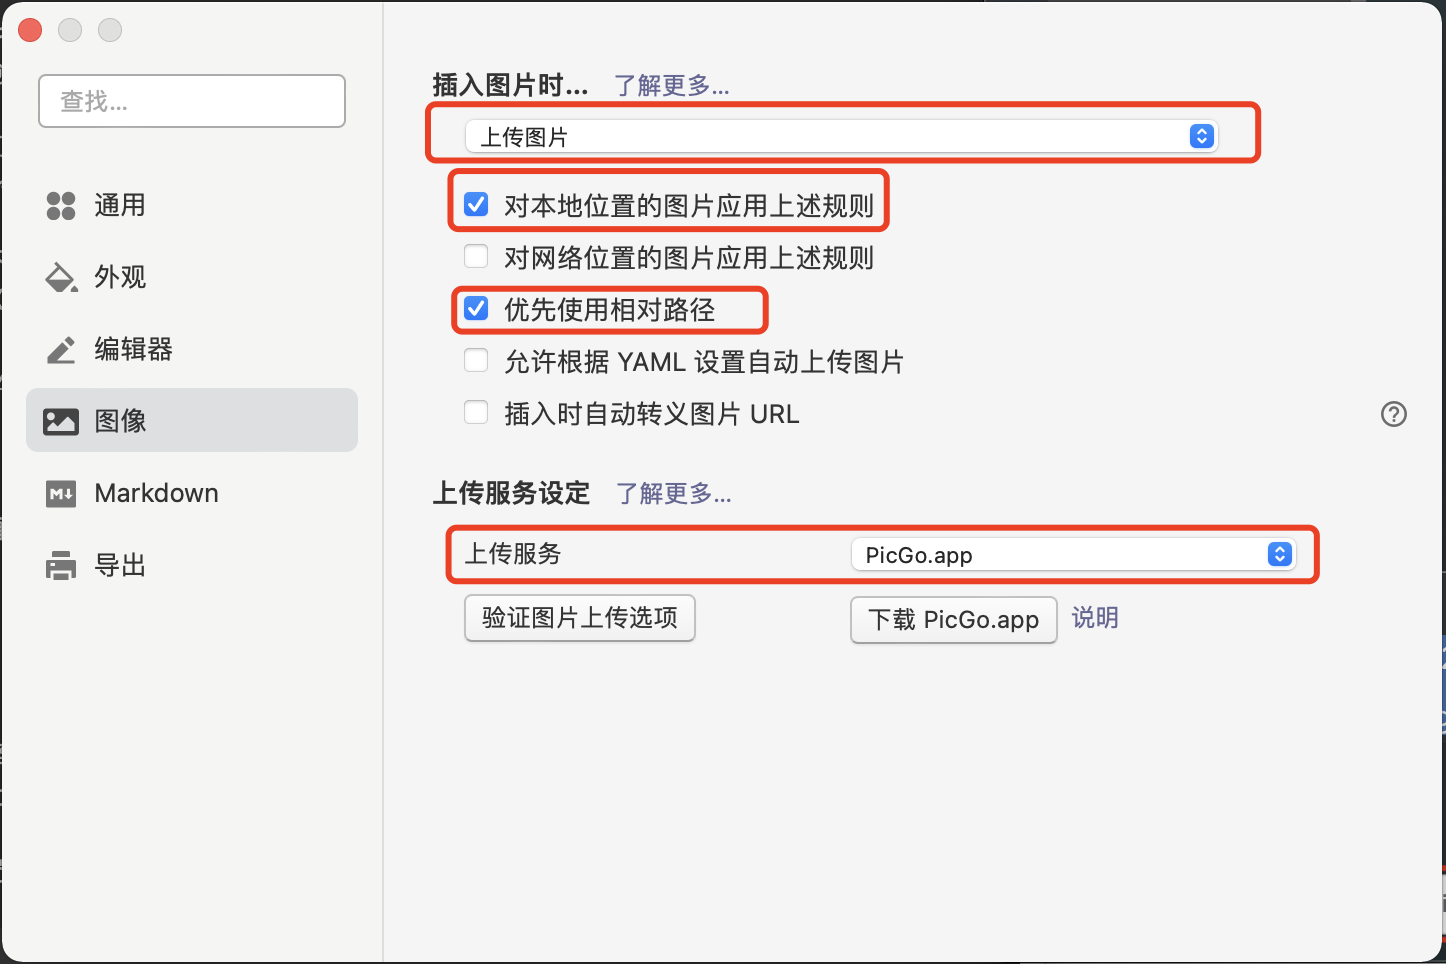 查找...
通用
外观
编辑器
图像
Markdown
导出
插入图片时... 了解更多...
上传图片
对本地位置的图片应用上述规则
对网络位置的图片应用上述规则
优先使用相对路径
允许根据 YAML 设置自动上传图片
插入时自动转义图片 URL
上传服务设定 了解更多...
上传服务 PicGo.app
验证图片上传选项 下载 PicGo.app 说明